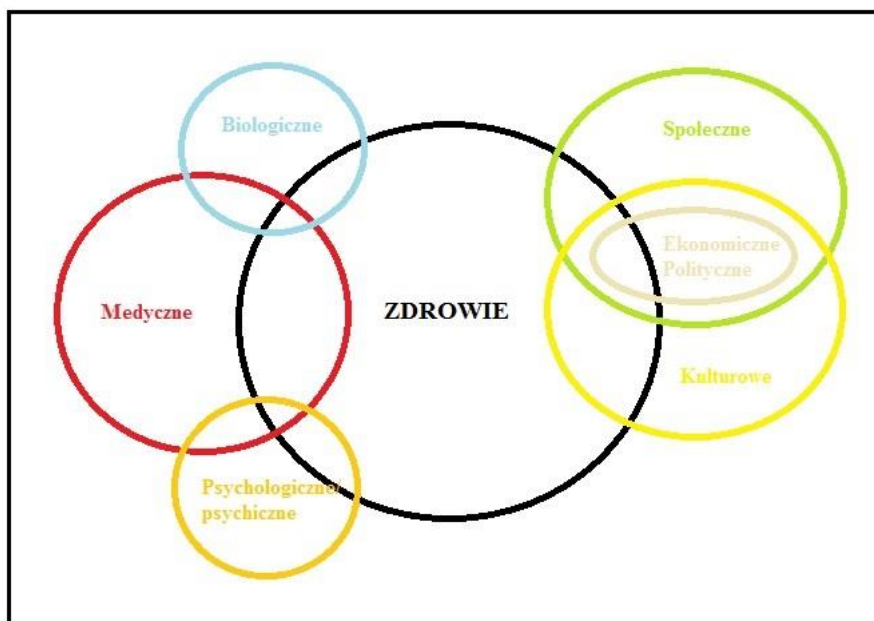 Biologiczne
Społeczne
Ekonomiczne
Polityczne
Medyczne
ZDROWIE
Kulturowe
Psychologiczne/
psychiczne